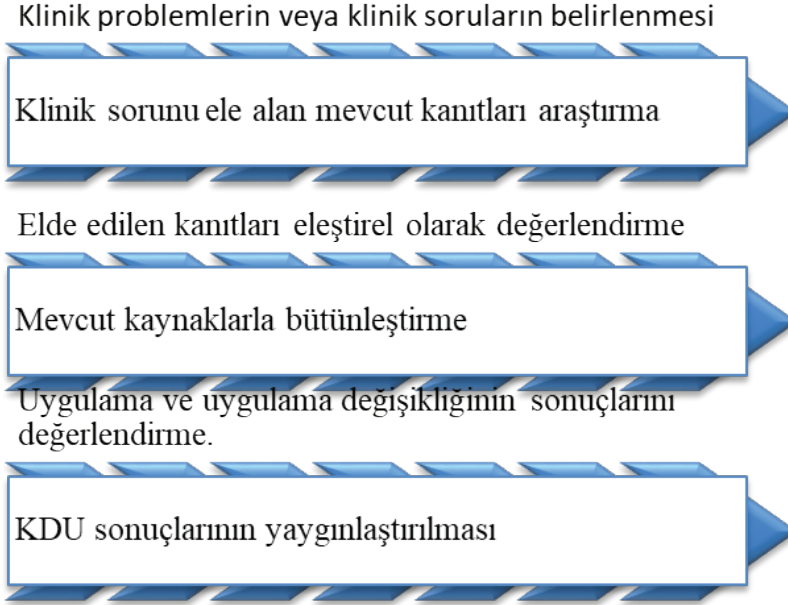 Klinik problemlerin veya klinik soruların belirlenmesi
Klinik sorunu ele alan mevcut kanıtları araştırma
Elde edilen kanıtları eleştirel olarak değerlendirme
Mevcut kaynaklarla bütünleştirme
Uygulama ve uygulama değişikliğinin sonuçlarını
değerlendirme.
KDU sonuçlarının yaygınlaştırılması